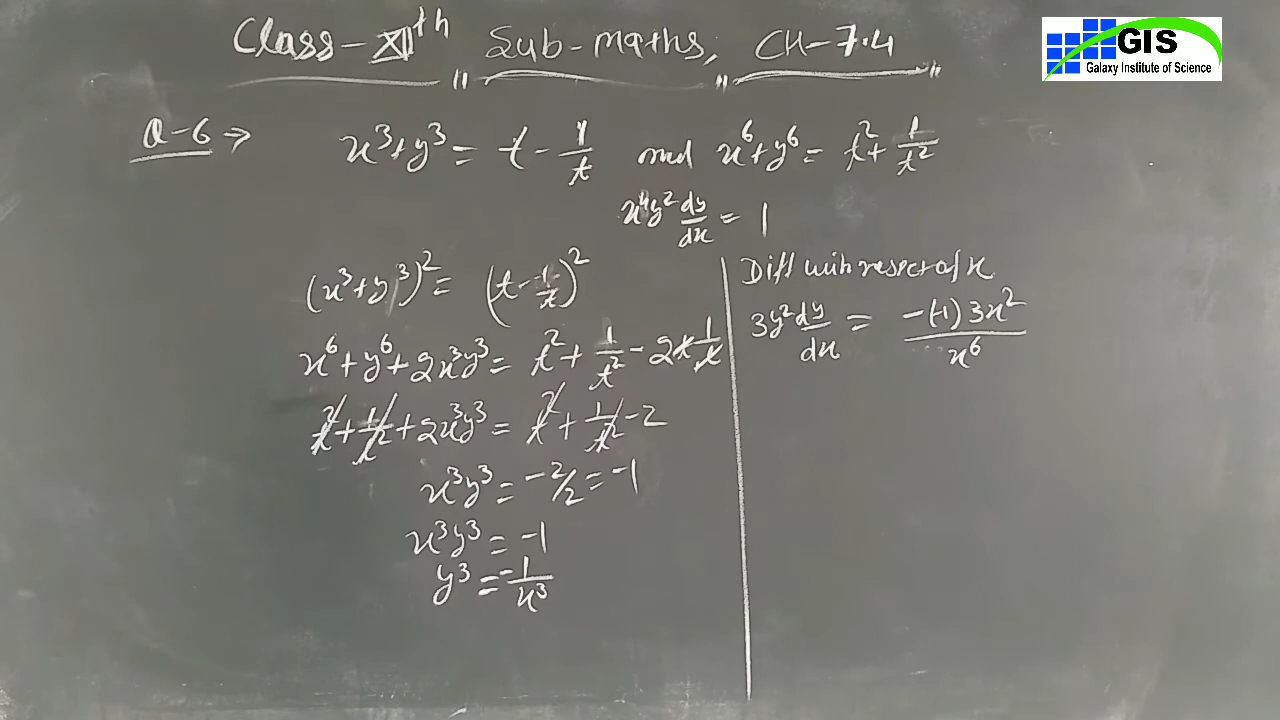 Class-XIIth Sub-maths, CH-7.4
GIS
Galaxy Institute of Science
Q-6 → x³+y³ = t - 1/t and x⁶+y⁶ = t² + 1/t²
x⁴y² dy/dx = 1
(x³+y³)² = (t - 1/t)²
x⁶+y⁶+2x³y³ = t² + 1/t² - 2t·1/t
t² + 1/t² + 2x³y³ = t² + 1/t² - 2
x³y³ = -2/2 = -1
x³y³ = -1
y³ = -1/x³
Diff with respect of x
3y² dy/dx = -(-1)3x²/x⁶